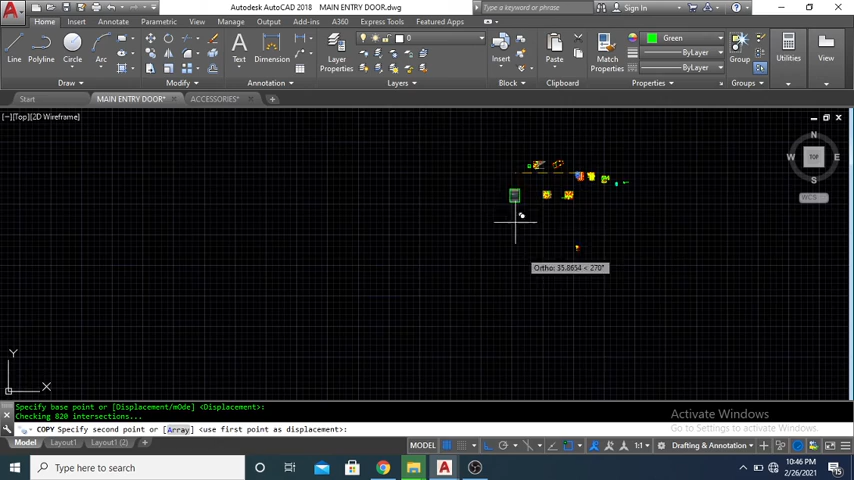 Autodesk AutoCAD 2018 MAIN ENTRY DOOR.dwg
Type a keyword or phrase
Sign In
Home Insert Annotate Parametric View Manage Output Add-ins A360 Express Tools Featured Apps
Line Polyline Circle Arc Text Dimension Layer Properties Insert Paste Match Properties Group Utilities View
0
Green
ByLayer
ByLayer
Draw Modify Annotation Layers Block Clipboard Properties Groups
Start MAIN ENTRY DOOR* ACCESSORIES*
[−][Top][2D Wireframe]
N
W TOP E
S
WCS
Ortho: 35.8654 < 270°
Y
X
Specify base point or [Displacement/mOde] <Displacement>:
Checking 820 intersections...
COPY Specify second point or [Array] <use first point as displacement>:
Activate Windows
Go to Settings to activate Windows.
Model Layout1 Layout1 (2) +
MODEL 1:1 Drafting & Annotation
Type here to search
10:46 PM
2/26/2021
15